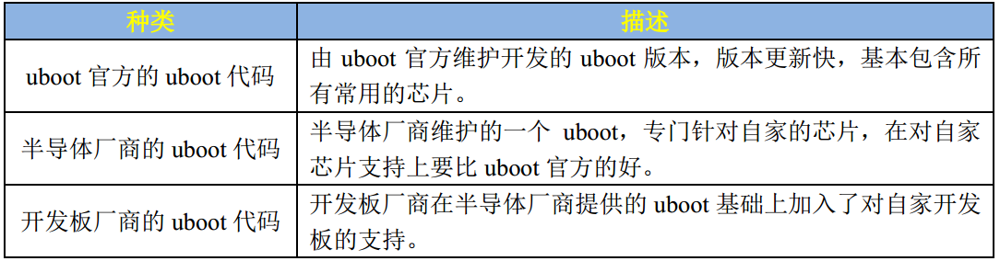 种类
描述
uboot 官方的 uboot 代码
由 uboot 官方维护开发的 uboot 版本，版本更新快，基本包含所
有常用的芯片。
半导体厂商的 uboot 代码
半导体厂商维护的一个 uboot，专门针对自家的芯片，在对自家
芯片支持上要比 uboot 官方的好。
开发板厂商的 uboot 代码
开发板厂商在半导体厂商提供的 uboot 基础上加入了对自家开发
板的支持。